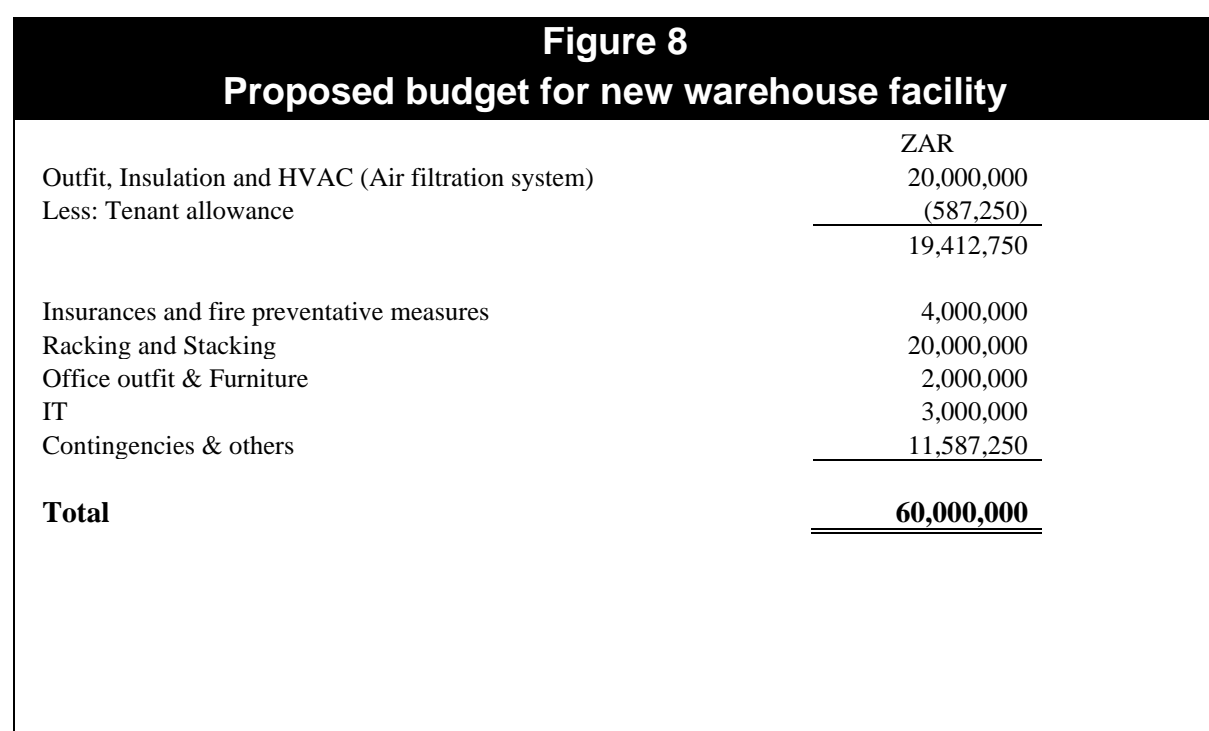 Figure 8
Proposed budget for new warehouse facility
ZAR
Outfit, Insulation and HVAC (Air filtration system) 20,000,000
Less: Tenant allowance (587,250)
19,412,750
Insurances and fire preventative measures 4,000,000
Racking and Stacking 20,000,000
Office outfit & Furniture 2,000,000
IT 3,000,000
Contingencies & others 11,587,250
Total 60,000,000